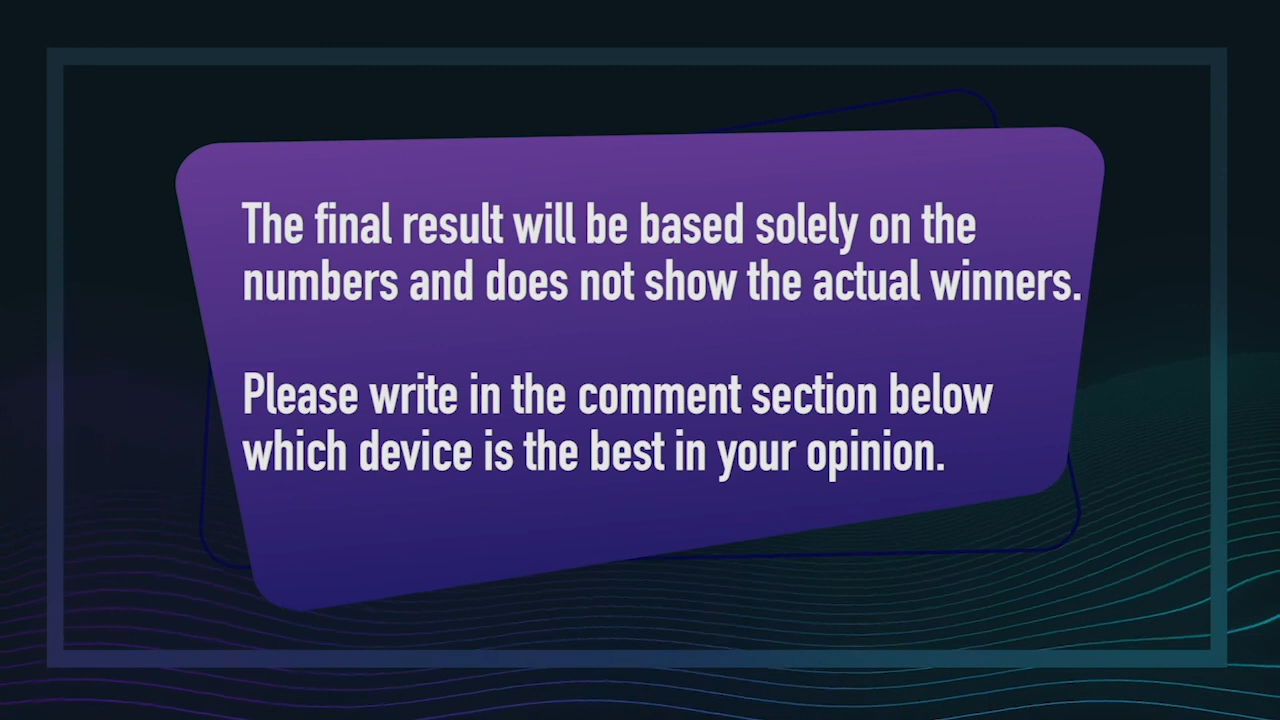 The final result will be based solely on the
numbers and does not show the actual winners.
Please write in the comment section below
which device is the best in your opinion.